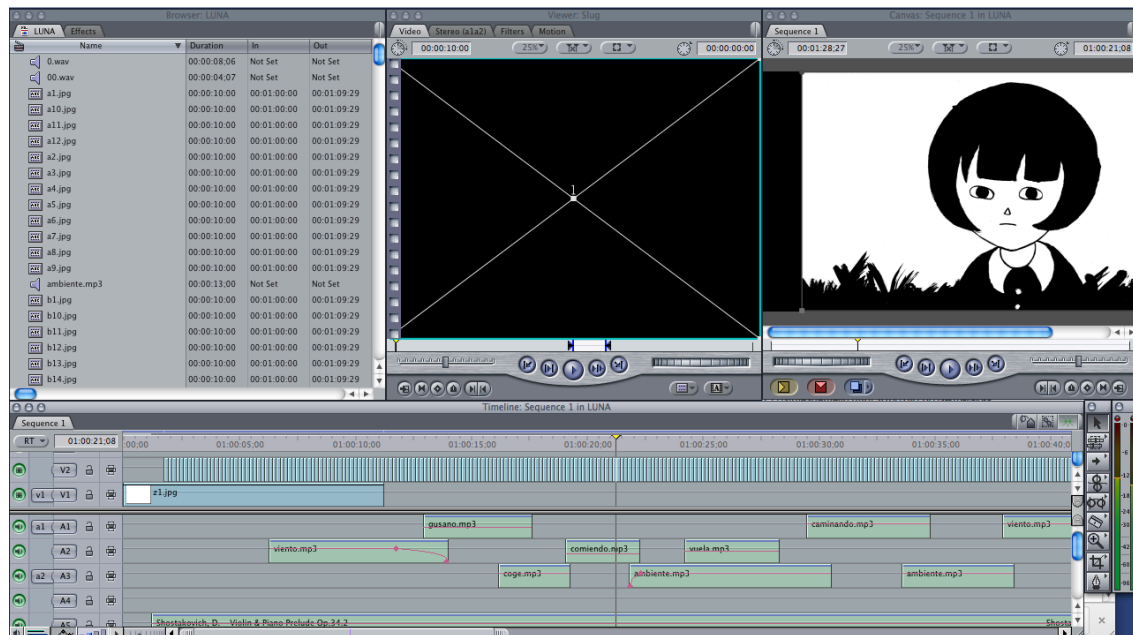 Browser: LUNA
LUNA Effects
Name Duration In Out
0.wav 00:00:08;06 Not Set Not Set
00.wav 00:00:04;07 Not Set Not Set
a1.jpg 00:00:10:00 00:01:00:00 00:01:09:29
a10.jpg 00:00:10:00 00:01:00:00 00:01:09:29
a11.jpg 00:00:10:00 00:01:00:00 00:01:09:29
a12.jpg 00:00:10:00 00:01:00:00 00:01:09:29
a2.jpg 00:00:10:00 00:01:00:00 00:01:09:29
a3.jpg 00:00:10:00 00:01:00:00 00:01:09:29
a4.jpg 00:00:10:00 00:01:00:00 00:01:09:29
a5.jpg 00:00:10:00 00:01:00:00 00:01:09:29
a6.jpg 00:00:10:00 00:01:00:00 00:01:09:29
a7.jpg 00:00:10:00 00:01:00:00 00:01:09:29
a8.jpg 00:00:10:00 00:01:00:00 00:01:09:29
a9.jpg 00:00:10:00 00:01:00:00 00:01:09:29
ambiente.mp3 00:00:13;00 Not Set Not Set
b1.jpg 00:00:10:00 00:01:00:00 00:01:09:29
b10.jpg 00:00:10:00 00:01:00:00 00:01:09:29
b11.jpg 00:00:10:00 00:01:00:00 00:01:09:29
b12.jpg 00:00:10:00 00:01:00:00 00:01:09:29
b13.jpg 00:00:10:00 00:01:00:00 00:01:09:29
b14.jpg 00:00:10:00 00:01:00:00 00:01:09:29
Viewer: Slug
Video Stereo (a1a2) Filters Motion
00:00:10:00 25% 00:00:00:00
1
Canvas: Sequence 1 in LUNA
Sequence 1
00:01:28;27 25% 01:00:21;08
Timeline: Sequence 1 in LUNA
Sequence 1
RT 01:00:21;08 00:00 01:00:05;00 01:00:10;00 01:00:15;00 01:00:20;00 01:00:25;00 01:00:30;00 01:00:35;00 01:00:40;0
V2
v1 V1 z1.jpg
a1 A1 gusano.mp3 caminando.mp3 viento.mp3
A2 viento.mp3 comiendo.mp3 vuela.mp3
a2 A3 coge.mp3 ambiente.mp3 ambiente.mp3
A4
A5 Shostakovich, D. Violin & Piano Prelude Op.34.2 Shosta
0
-6
-12
-18
-24
-30
-42
-60
-96